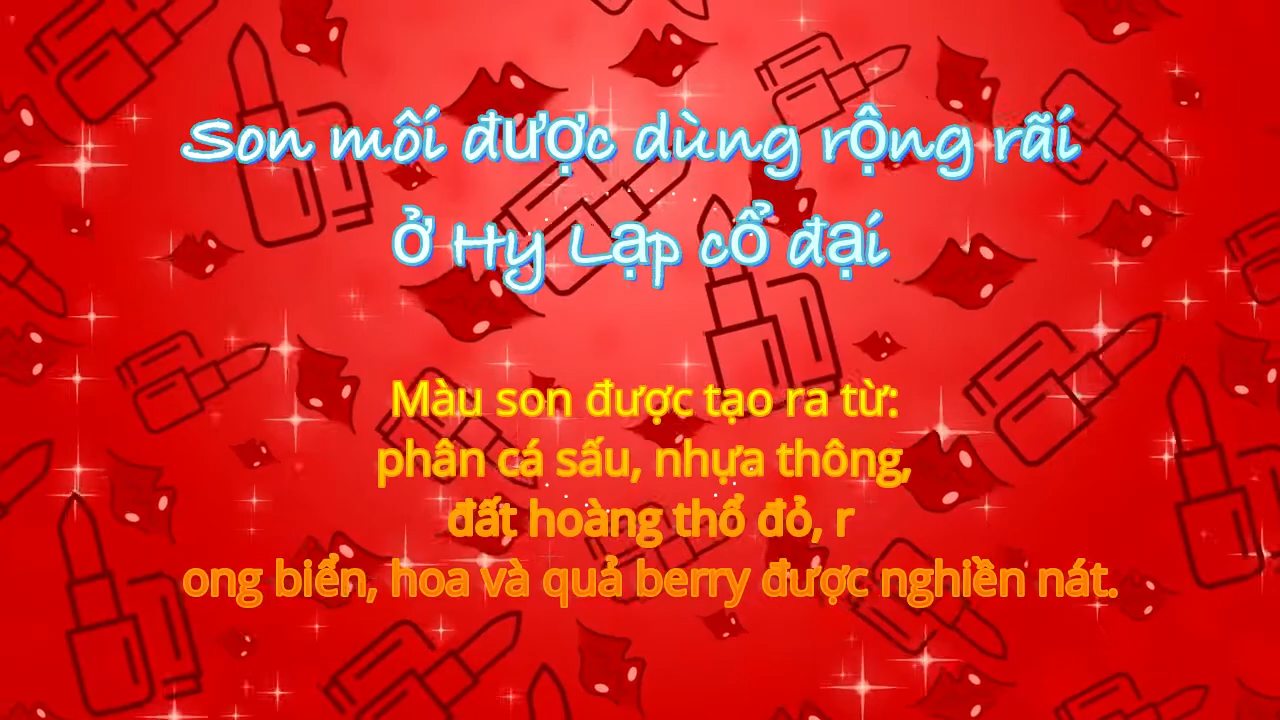 Son môi được dùng rộng rãi
ở Hy Lạp cổ đại
Màu son được tạo ra từ:
phân cá sấu, nhựa thông,
đất hoàng thổ đỏ, r
ong biển, hoa và quả berry được nghiền nát.